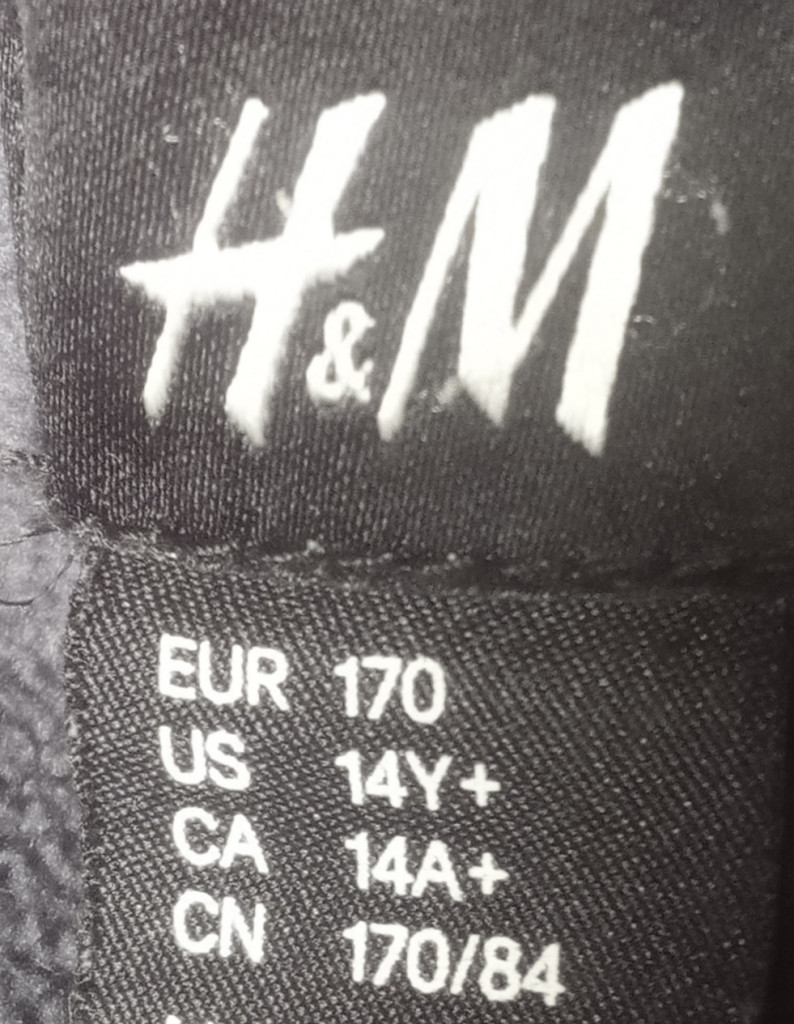 H&M
EUR 170
US 14Y+
CA 14A+
CN 170/84